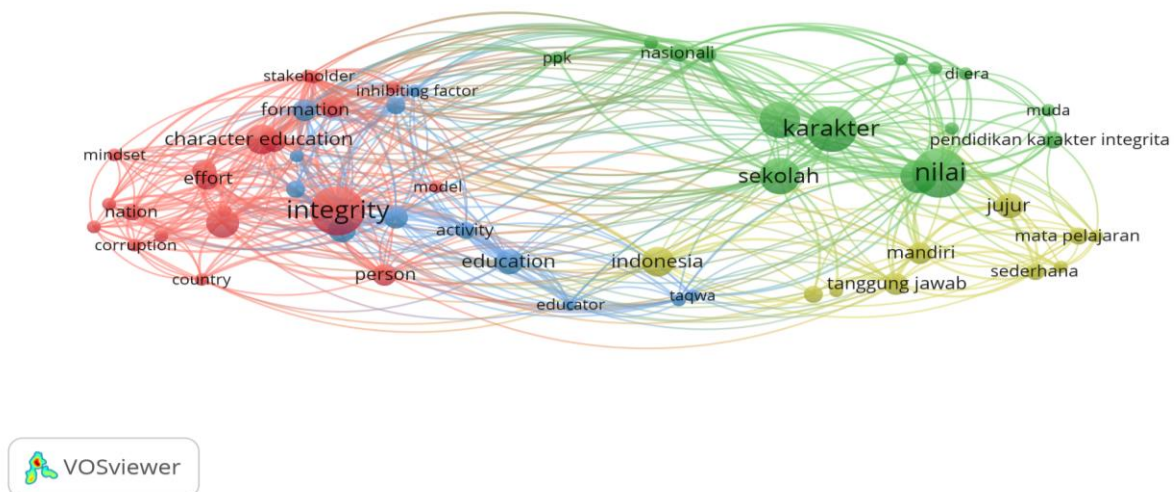 ppk
nasionali
di era
stakeholder
inhibiting factor
formation
muda
character education
karakter
pendidikan karakter integrita
mindset
effort
model
sekolah
nilai
nation
integrity
jujur
activity
corruption
mata pelajaran
country
person
education
indonesia
mandiri
sederhana
tanggung jawab
educator
taqwa
VOSviewer